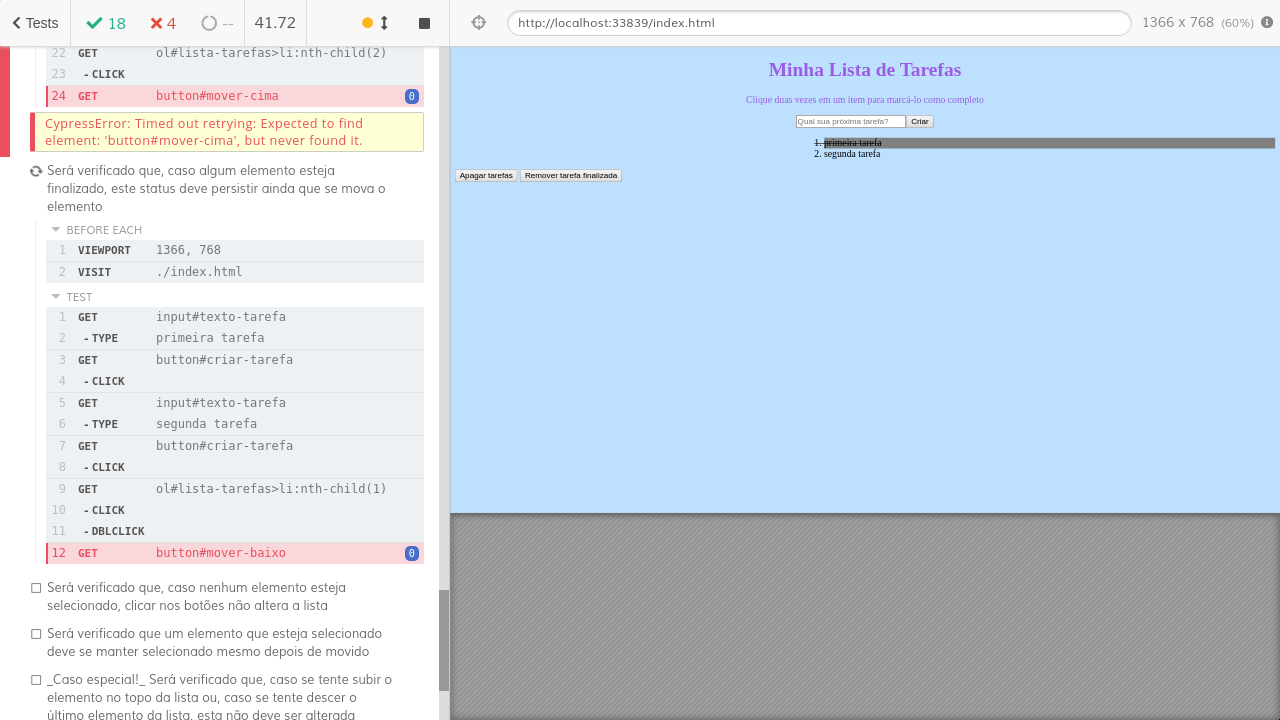 Tests
18
4
--
41.72
http://localhost:33839/index.html
1366 x 768 (60%)
22 GET ol#lista-tarefas>li:nth-child(2)
23 - CLICK
24 GET button#mover-cima 0
CypressError: Timed out retrying: Expected to find
element: 'button#mover-cima', but never found it.
Será verificado que, caso algum elemento esteja
finalizado, este status deve persistir ainda que se mova o
elemento
BEFORE EACH
1 VIEWPORT 1366, 768
2 VISIT ./index.html
TEST
1 GET input#texto-tarefa
2 - TYPE primeira tarefa
3 GET button#criar-tarefa
4 - CLICK
5 GET input#texto-tarefa
6 - TYPE segunda tarefa
7 GET button#criar-tarefa
8 - CLICK
9 GET ol#lista-tarefas>li:nth-child(1)
10 - CLICK
11 - DBLCLICK
12 GET button#mover-baixo 0
Será verificado que, caso nenhum elemento esteja
selecionado, clicar nos botões não altera a lista
Será verificado que um elemento que esteja selecionado
deve se manter selecionado mesmo depois de movido
_Caso especial!_ Será verificado que, caso se tente subir o
elemento no topo da lista ou, caso se tente descer o
último elemento da lista, esta não deve ser alterada
Minha Lista de Tarefas
Clique duas vezes em um item para marcá-lo como completo
Qual sua próxima tarefa? Criar
1. primeira tarefa
2. segunda tarefa
Apagar tarefas Remover tarefa finalizada